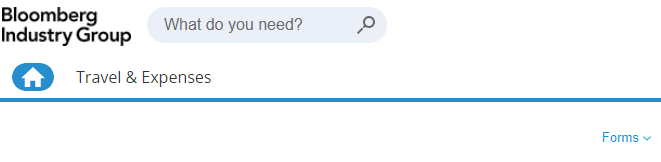 Bloomberg
Industry Group
What do you need?
Travel & Expenses
Forms